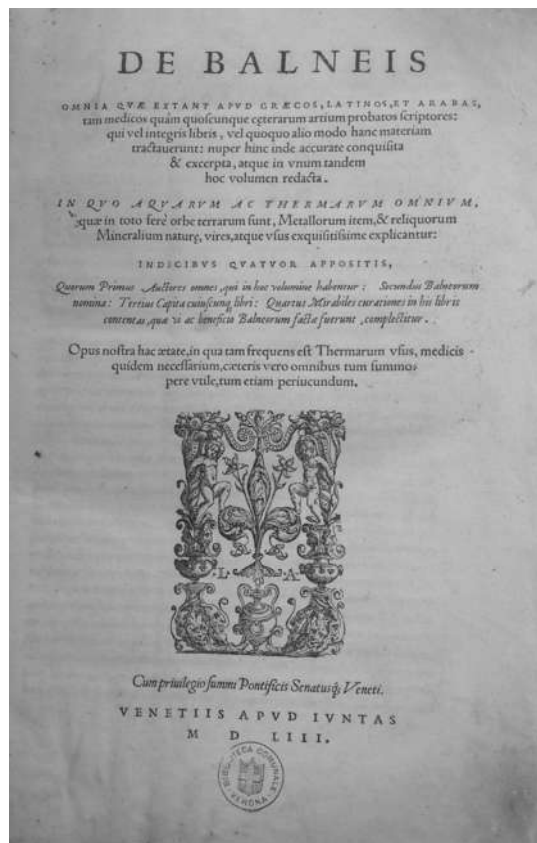 DE BALNEIS
OMNIA QVÆ EXTANT APVD GRÆCOS, LATINOS, ET ARABAS,
tam medicos quàm quoscunque cęterarum artium probatos scriptores:
qui vel integris libris, vel quoquo alio modo hanc materiam
tractauerunt: nuper hinc inde accurate conquisita
& excerpta, atque in vnum tandem
hoc volumen redacta.
IN QVO AQVARVM AC THERMARVM OMNIVM,
quæ in toto ferè orbe terrarum sunt, Metallorum item, & reliquorum
Mineralium naturę, vires, atque vsus exquisitissime explicantur:
INDICIBVS QVATVOR APPOSITIS,
Quorum Primus Auctores omnes, qui in hoc volumine habentur: Secundus Balneorum
nomina: Tertius Capita cuiuscunq; libri: Quartus Mirabiles curationes in his libris
contentas, quæ vi ac beneficio Balneorum factæ fuerunt, complectitur.
Opus nostra hac ætate, in qua tam frequens est Thermarum vsus, medicis
quidem necessarium, cæteris vero omnibus tum summo-
pere vtile, tum etiam periucundum.
L A
Cum priuilegio summi Pontificis Senatusq; Veneti.
VENETIIS APVD IVNTAS
M D LIII.
BIBLIOTECA COMUNALE
VERONA